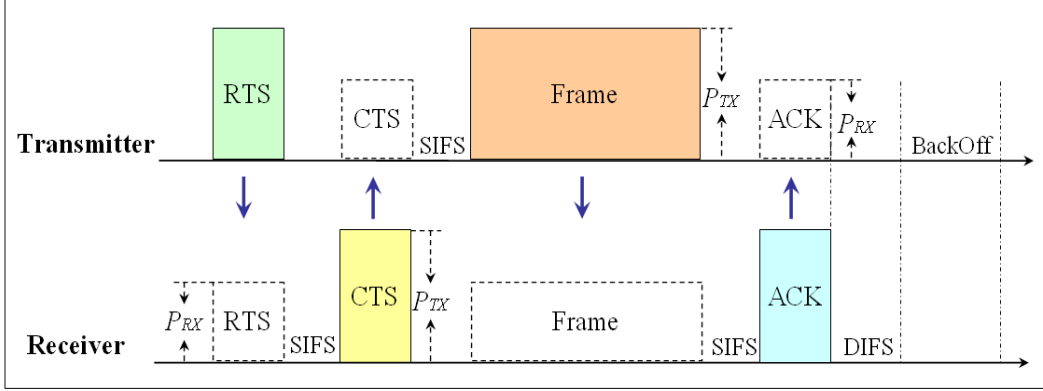 RTS
CTS
SIFS
Frame
P_TX
ACK
P_RX
BackOff
Transmitter
P_RX
RTS
SIFS
CTS
P_TX
Frame
SIFS
ACK
DIFS
Receiver